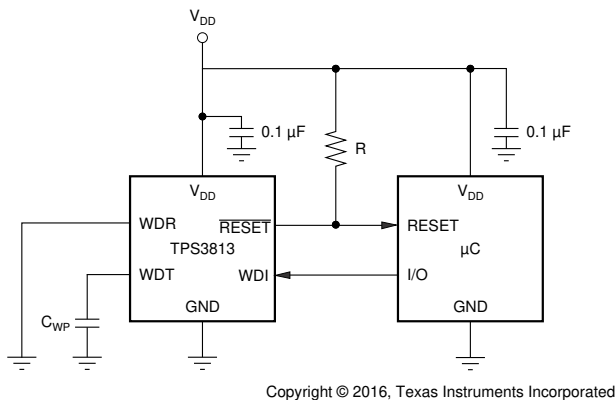 VDD
0.1 µF
0.1 µF
R
VDD
VDD
WDR
RESET
RESET
TPS3813
µC
WDT
WDI
I/O
GND
GND
CWP
Copyright © 2016, Texas Instruments Incorporated